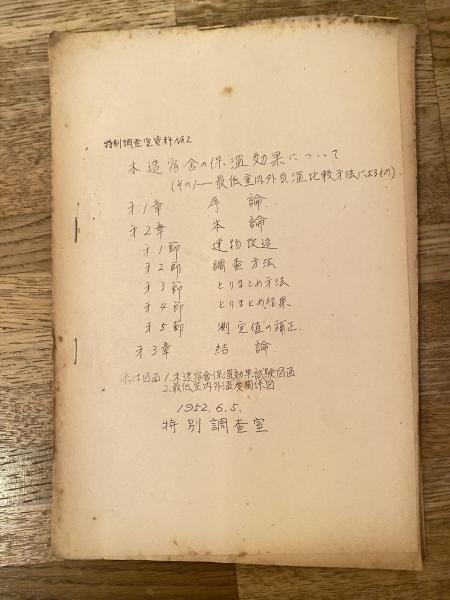 特別調査室資料No.2
木造宿舎の保温効果について
(その1――最低室内外気温比較方法によるもの)
才1章 序論
才2章 本論
才1節 建物改造
才2節 調査方法
才3節 とりまとめ方法
才4節 とりまとめ結果
才5節 測定値の補正
才3章 結論
添付図面 1.木造宿舎保温効果試験図面
2.最低室内外温度関係図
1952.6.5.
特別調査室